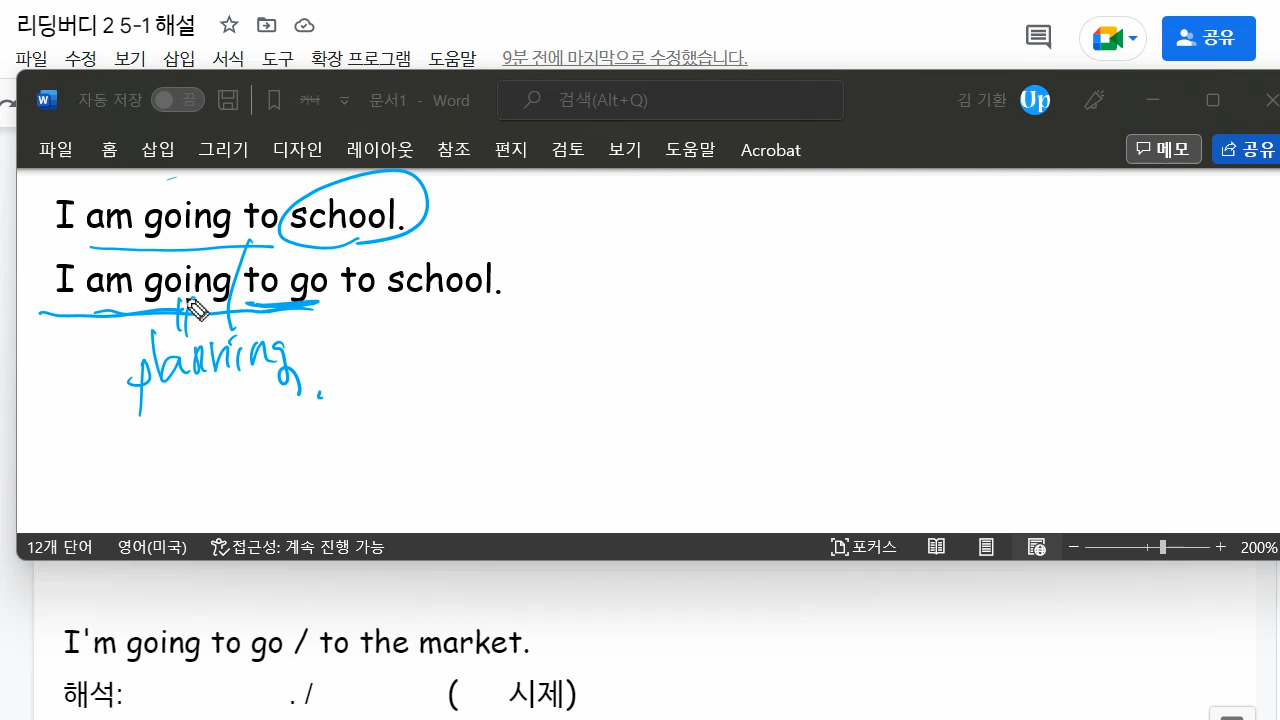 리딩버디 2 5-1 해설
공유
파일 수정 보기 삽입 서식 도구 확장 프로그램 도움말 9분 전에 마지막으로 수정했습니다.
자동 저장 끔 가나 문서1 - Word 검색(Alt+Q) 김 기환 Up
파일 홈 삽입 그리기 디자인 레이아웃 참조 편지 검토 보기 도움말 Acrobat 메모 공유
I am going to school.
I am going to go to school.
planning.
12개 단어 영어(미국) 접근성: 계속 진행 가능 포커스 200%
I'm going to go / to the market.
해석: . / ( 시제)